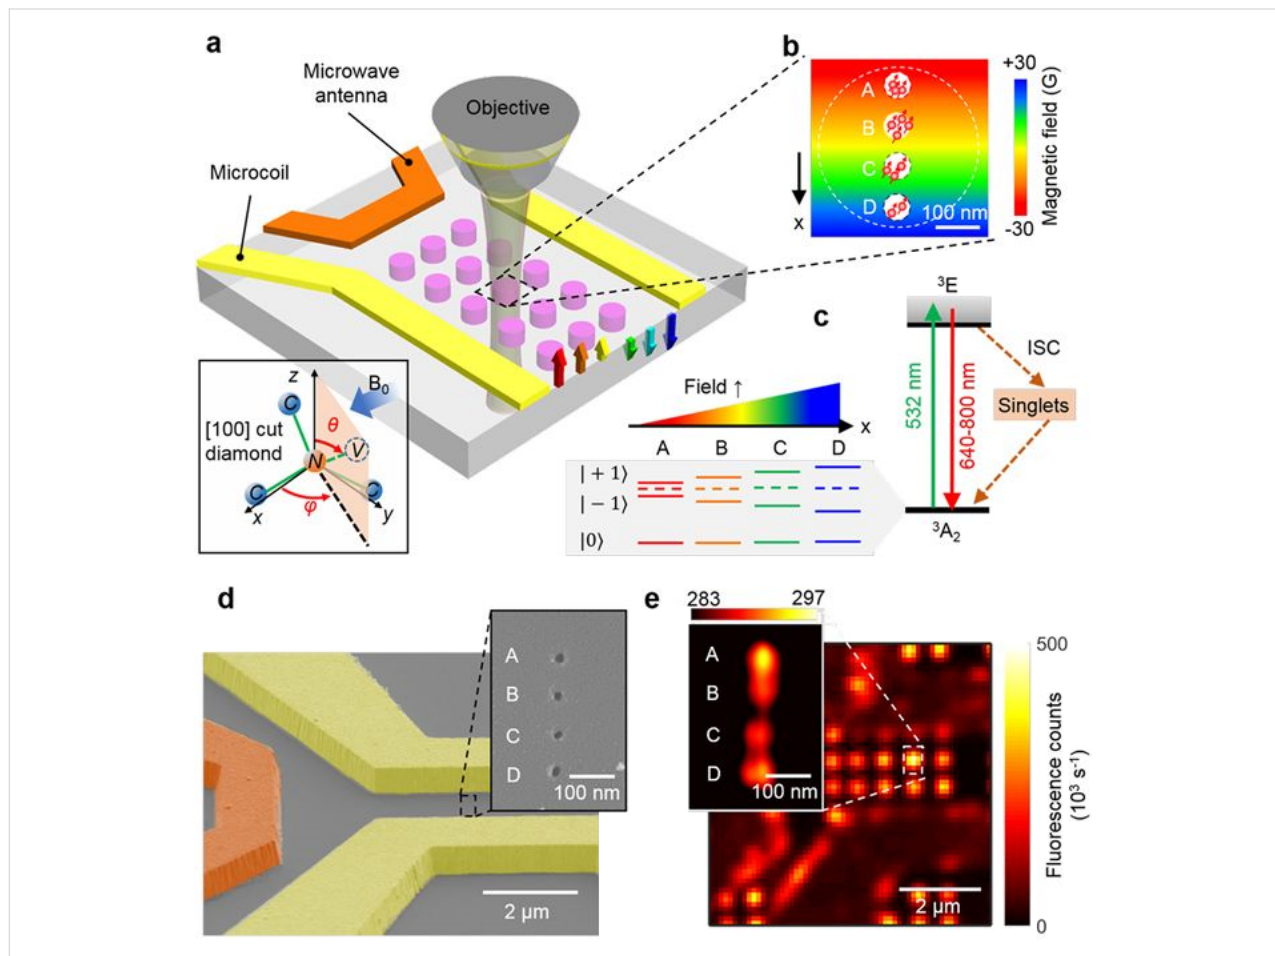 a
Microwave
antenna
Objective
Microcoil
b
A
B
C
D
x
100 nm
+30
-30
Magnetic field (G)
c
³E
ISC
532 nm
640-800 nm
Singlets
³A₂
z
B₀
C
θ
V
[100] cut
diamond
N
C
C
x
φ
y
Field ↑
x
A B C D
|+1⟩
|−1⟩
|0⟩
d
A
B
C
D
100 nm
2 μm
e
283 297
A
B
C
D
100 nm
2 μm
500
0
Fluorescence counts
(10³ s⁻¹)